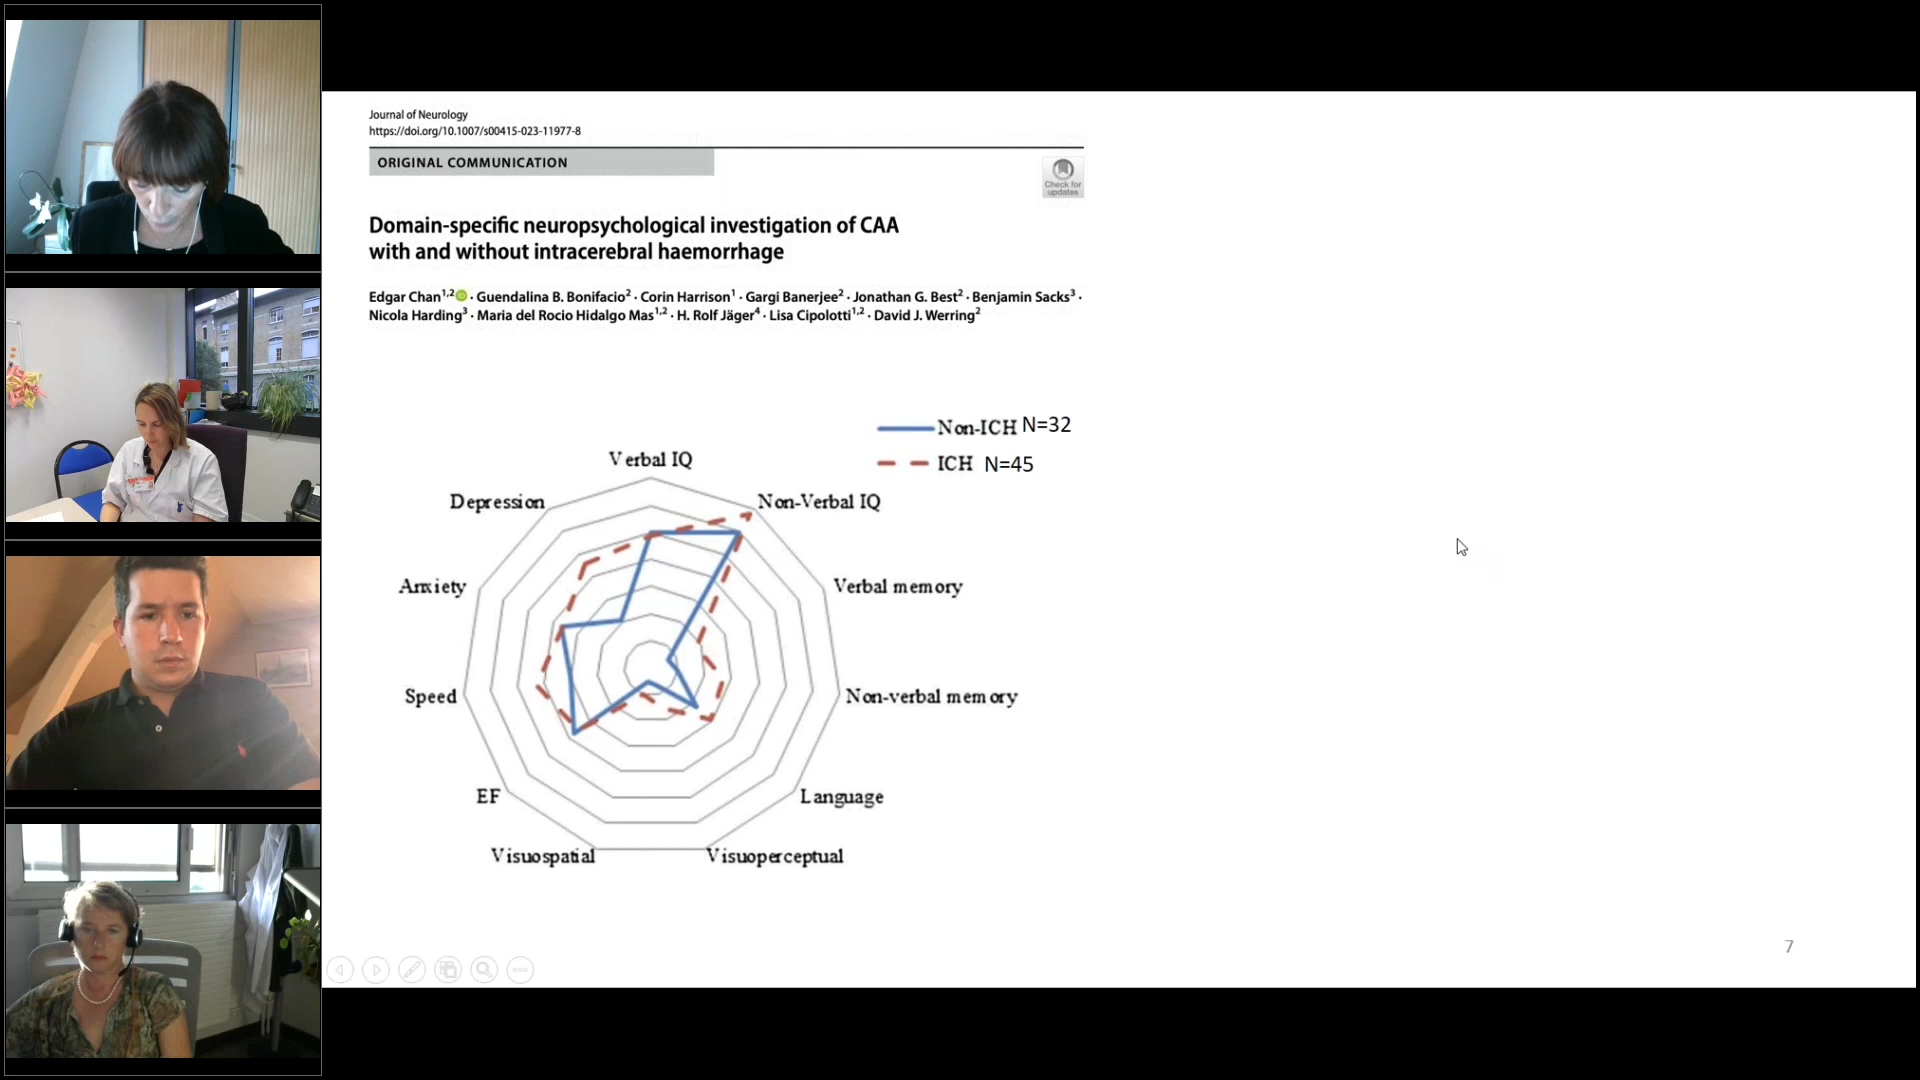 Journal of Neurology
https://doi.org/10.1007/s00415-023-11977-8
ORIGINAL COMMUNICATION
Check for
updates
Domain-specific neuropsychological investigation of CAA
with and without intracerebral haemorrhage
Edgar Chan1,2 · Guendalina B. Bonifacio2 · Corin Harrison1 · Gargi Banerjee2 · Jonathan G. Best2 · Benjamin Sacks3 ·
Nicola Harding3 · Maria del Rocio Hidalgo Mas1,2 · H. Rolf Jäger4 · Lisa Cipolotti1,2 · David J. Werring2
Non-ICH N=32
ICH N=45
Verbal IQ
Depression
Non-Verbal IQ
Anxiety
Verbal memory
Speed
Non-verbal memory
EF
Language
Visuospatial
Visuoperceptual
7